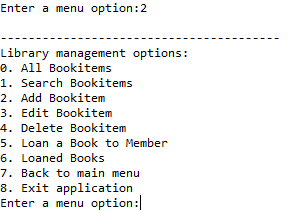 Enter a menu option:2
----------------------------------------
Library management options:
0. All Bookitems
1. Search Bookitems
2. Add Bookitem
3. Edit Bookitem
4. Delete Bookitem
5. Loan a Book to Member
6. Loaned Books
7. Back to main menu
8. Exit application
Enter a menu option: